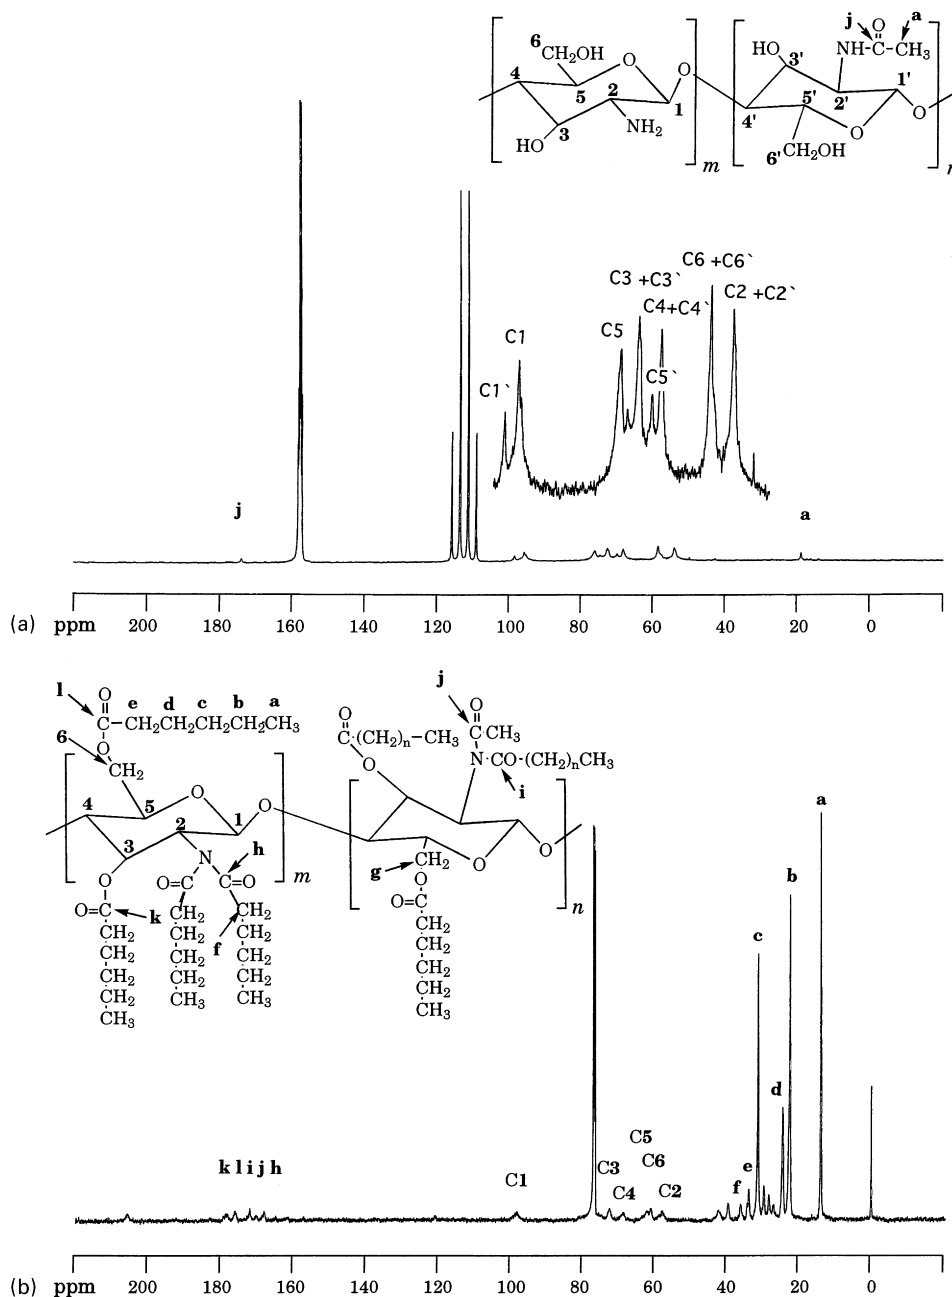 6 CH₂OH O
4 5 2 1 O
3 NH₂
HO
m
j O a
NH-C-CH₃
HO 3' 1'
2'
5' O
4' O
6' CH₂OH
n
C6 +C6`
C3 +C3` C2 +C2`
C4+C4`
C5
C1
C1` C5`
j a
(a) ppm 200 180 160 140 120 100 80 60 40 20 0
l O e d c b a
C-CH₂CH₂CH₂CH₂CH₃
6 O
CH₂
4 5 O 1 O
2
3 N h
m
O O=C C=O
O=C k CH₂ CH₂
CH₂ CH₂ f CH₂
CH₂ CH₂ CH₂
CH₂ CH₂ CH₂
CH₂ CH₃ CH₃
CH₃
j
O O
C(CH₂)n-CH₃ C CH₃
O N-CO-(CH₂)n-CH₃
i
g CH₂ O O
O n
O=C
CH₂
CH₂
CH₂
CH₂
CH₃
a
b
c
d
k l i j h C1 C5
C3 C6
C4 C2
f e
(b) ppm 200 180 160 140 120 100 80 60 40 20 0